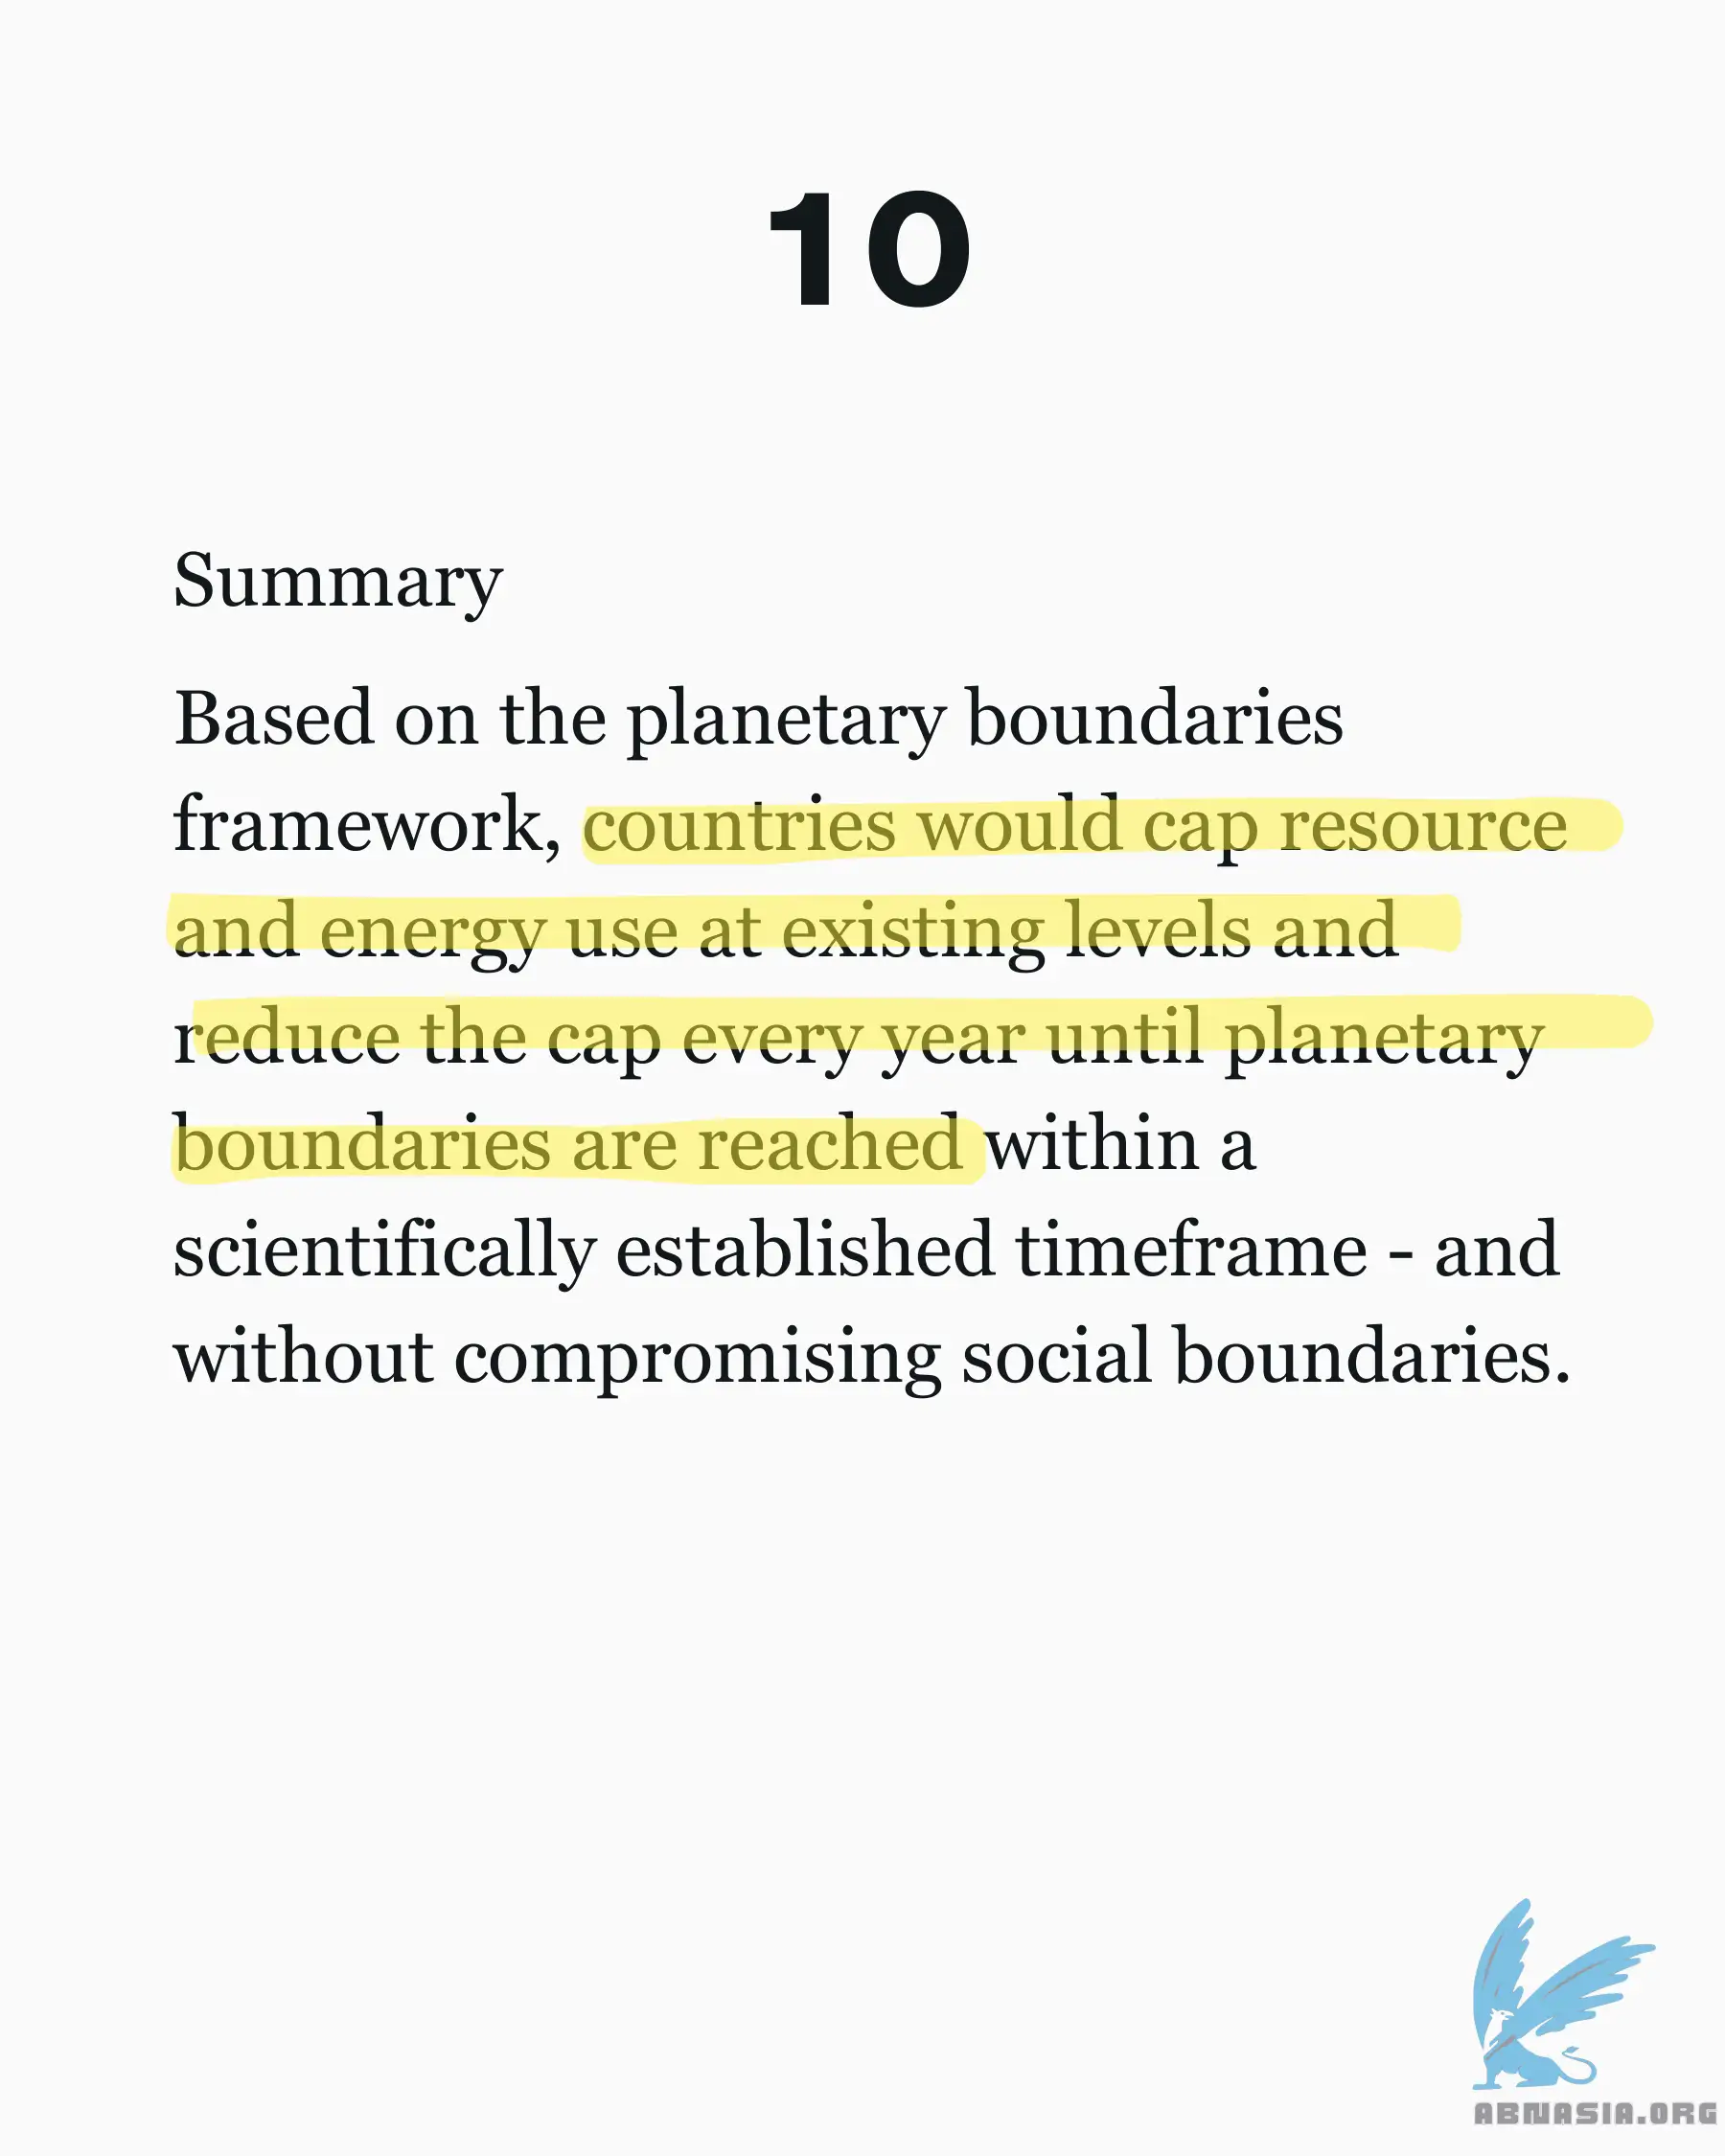 10
Summary
Based on the planetary boundaries
framework, countries would cap resource
and energy use at existing levels and
reduce the cap every year until planetary
boundaries are reached within a
scientifically established timeframe - and
without compromising social boundaries.
ABNASIA.ORG